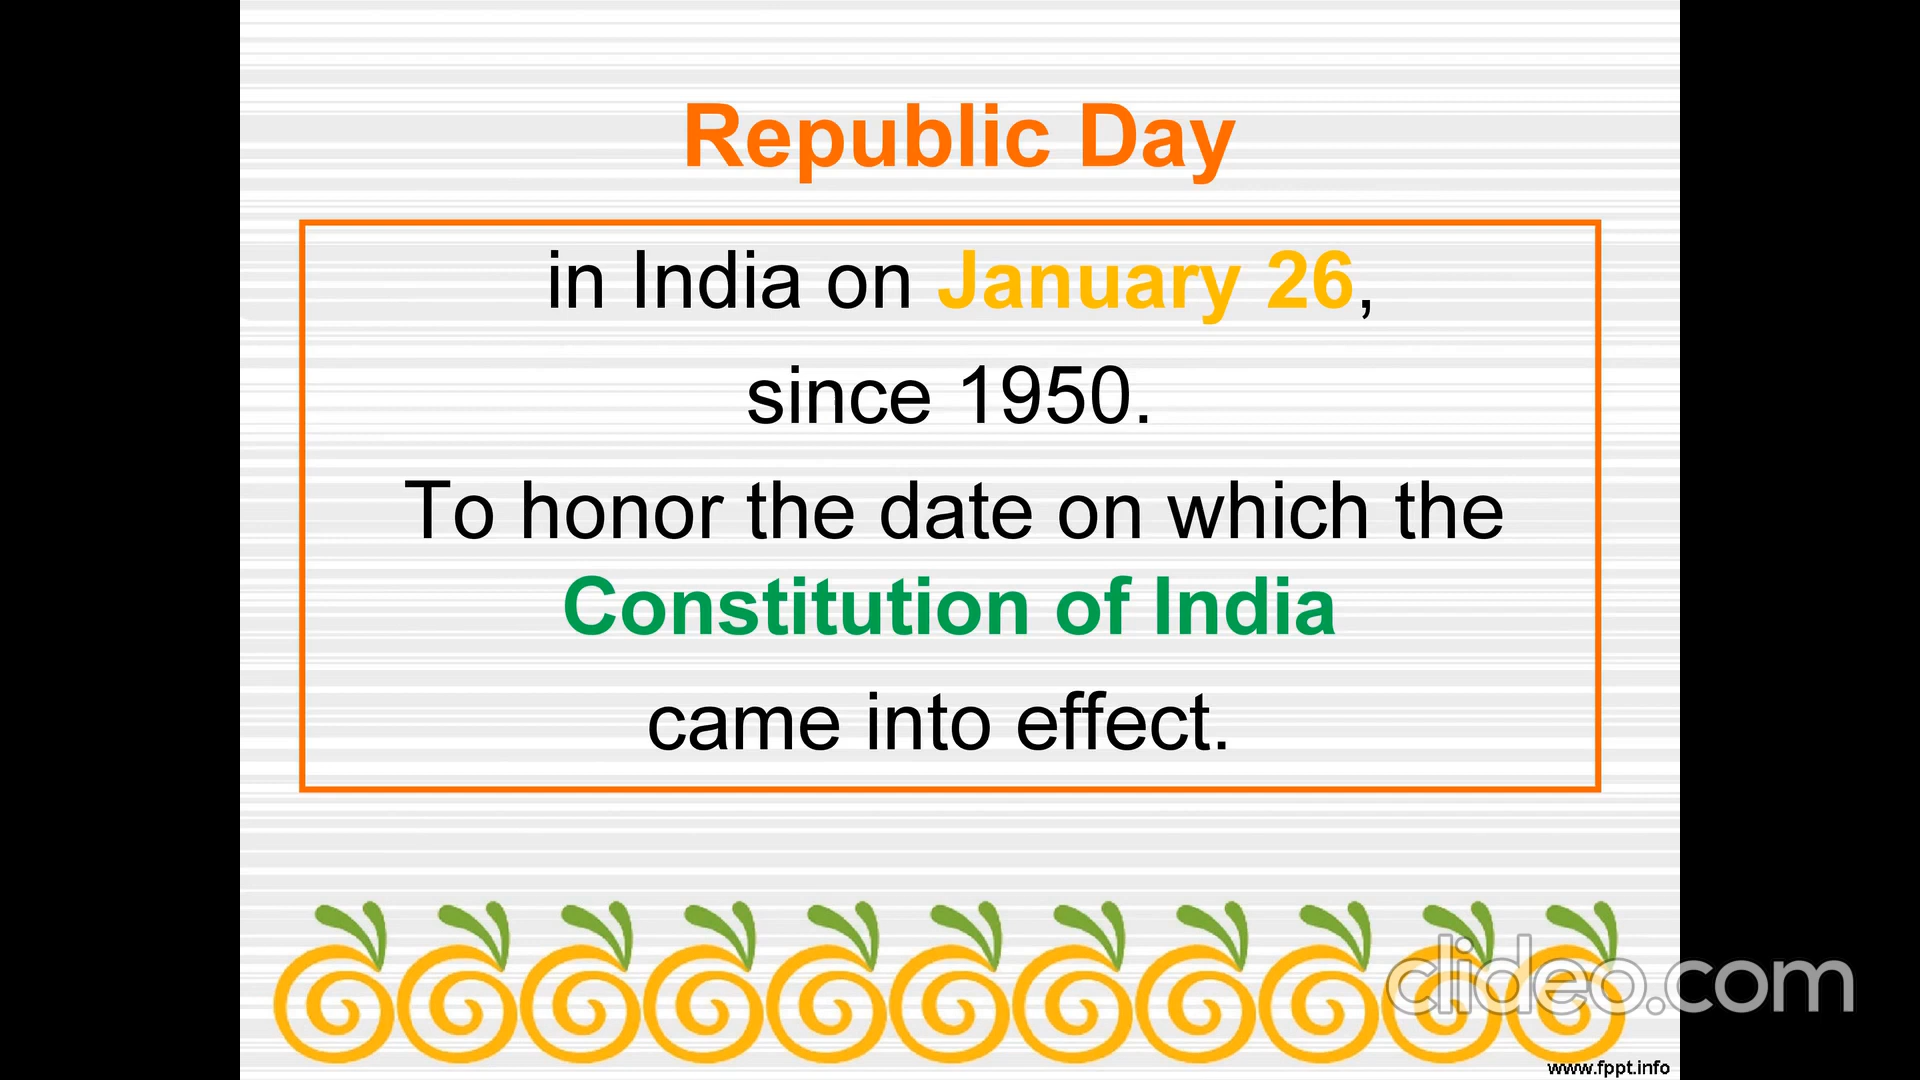 Republic Day
in India on January 26,
since 1950.
To honor the date on which the
Constitution of India
came into effect.
clideo.com
www.fppt.info